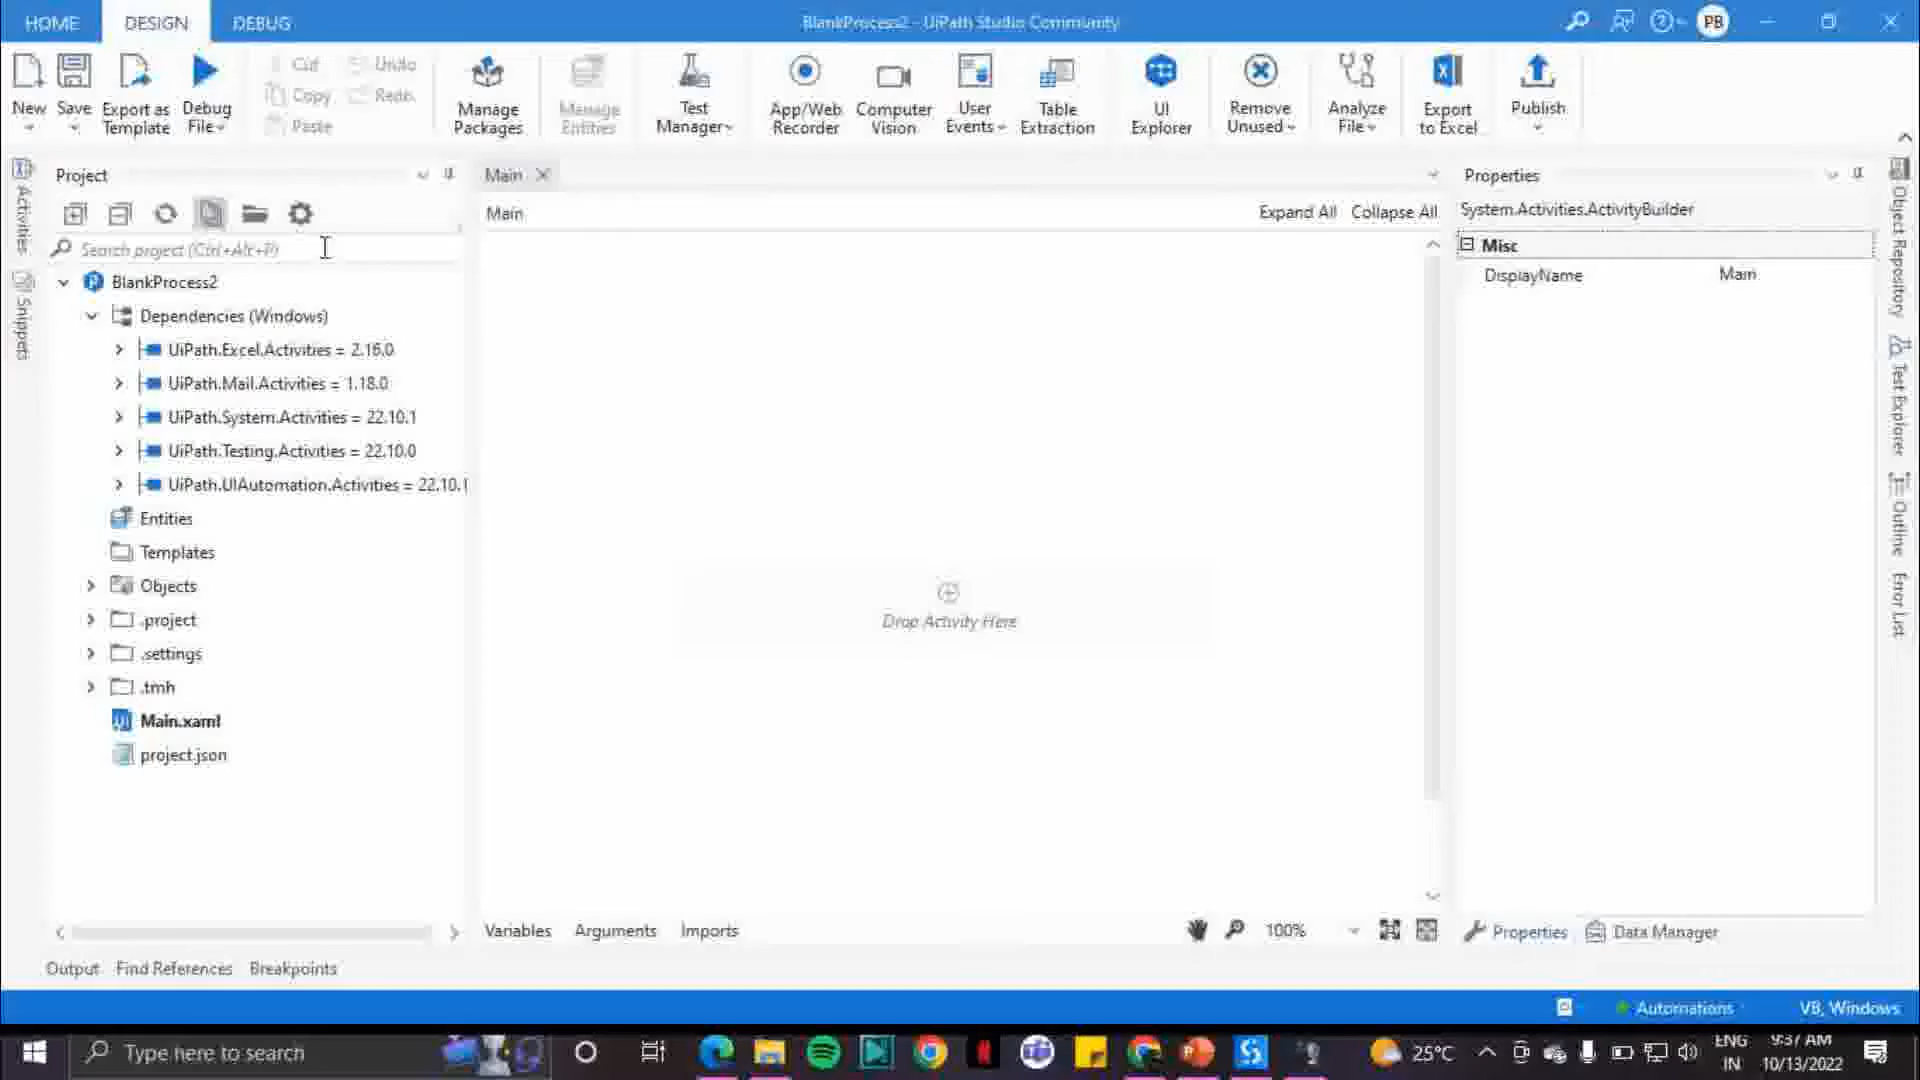 HOME
DESIGN
DEBUG
BlankProcess2 - UiPath Studio Community
PB
New
Save
Export as
Template
Debug
File
Cut
Copy
Paste
Undo
Redo
Manage
Packages
Manage
Entities
Test
Manager
App/Web
Recorder
Computer
Vision
User
Events
Table
Extraction
UI
Explorer
Remove
Unused
Analyze
File
Export
to Excel
Publish
Activities
Snippets
Project
Search project (Ctrl+Alt+P)
BlankProcess2
Dependencies (Windows)
UiPath.Excel.Activities = 2.16.0
UiPath.Mail.Activities = 1.18.0
UiPath.System.Activities = 22.10.1
UiPath.Testing.Activities = 22.10.0
UiPath.UIAutomation.Activities = 22.10.1
Entities
Templates
Objects
.project
.settings
.tmh
Main.xaml
project.json
Main
Main
Expand All
Collapse All
Drop Activity Here
Variables
Arguments
Imports
100%
Properties
System.Activities.ActivityBuilder
Misc
DisplayName
Main
Properties
Data Manager
Object Repository
Test Explorer
Outline
Error List
Output
Find References
Breakpoints
Automations
VB, Windows
Type here to search
25°C
ENG
IN
9:37 AM
10/13/2022